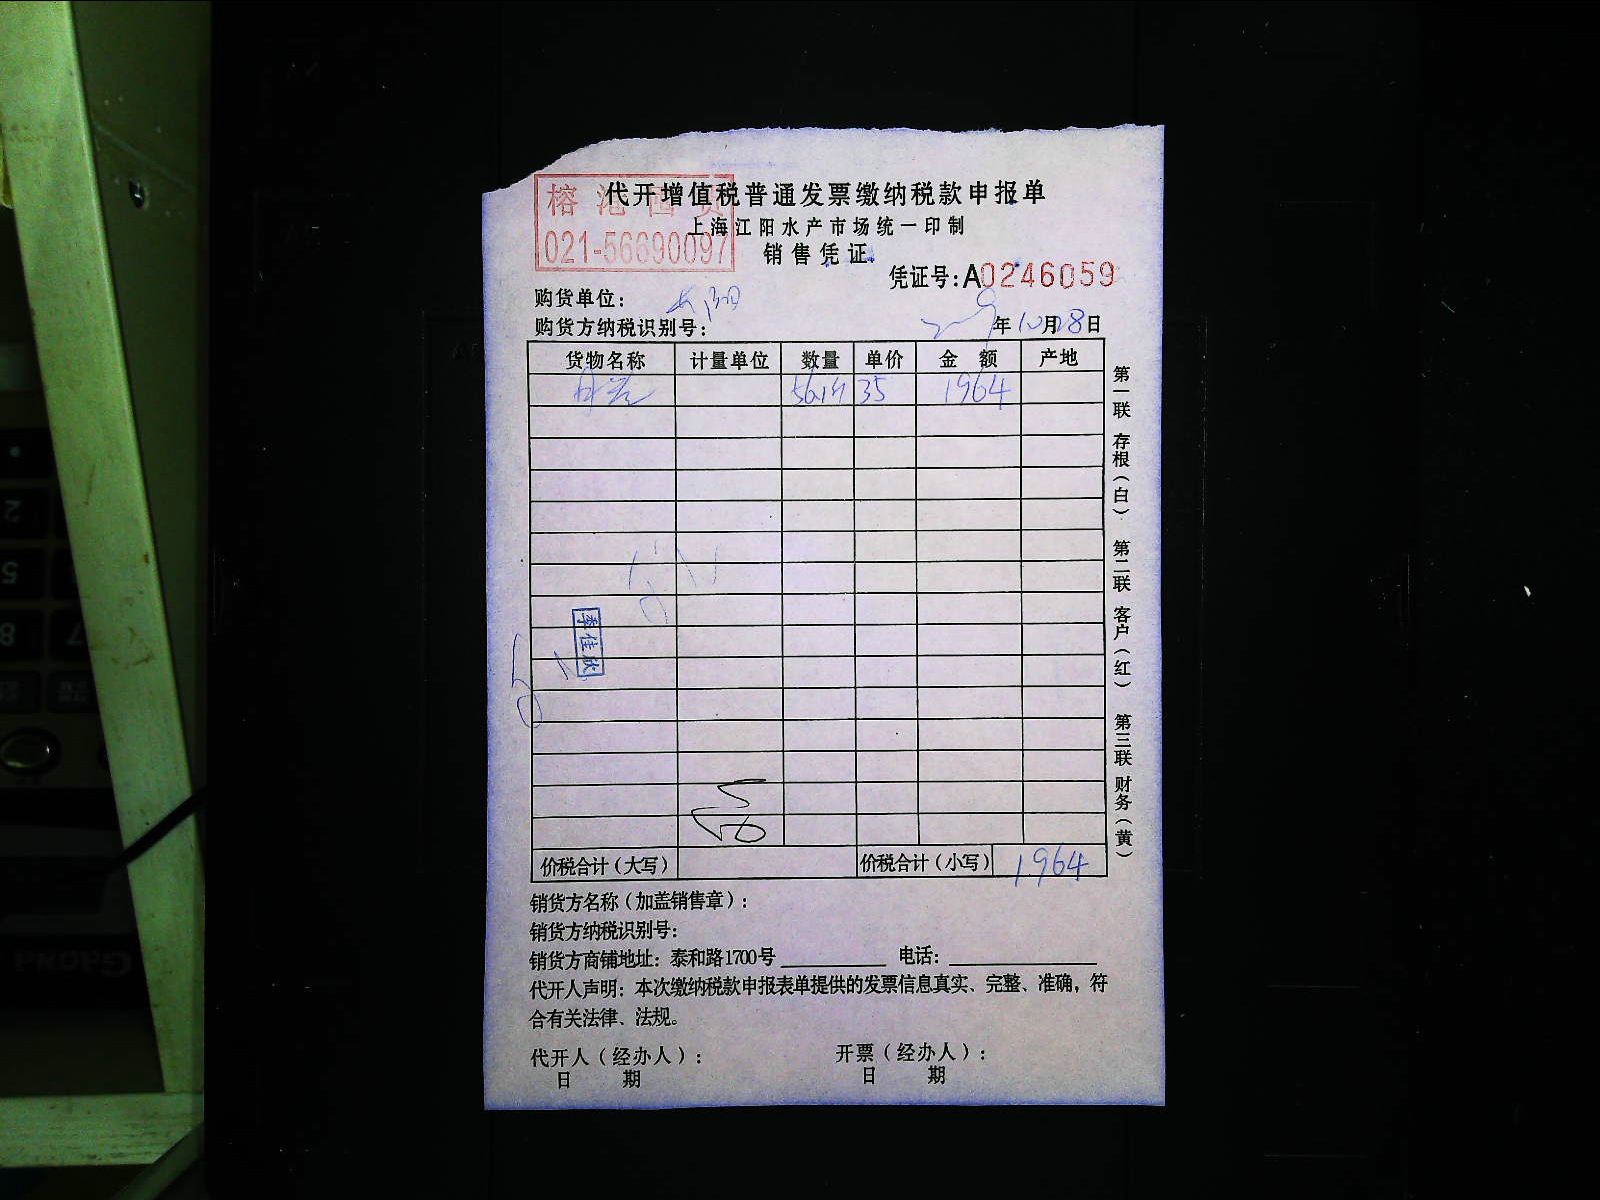 代开增值税普通发票缴纳税款申报单
上海江阳水产市场统一印制
021-56690097
销售凭证
凭证号:A0246059
购货单位:
购货方纳税识别号:
年10月28日
货物名称 计量单位 数量 单价 金 额 产地
35 1964
季佳欣
价税合计(大写) 价税合计(小写) 1964
销货方名称(加盖销售章):
销货方纳税识别号:
销货方商铺地址: 泰和路1700号 电话:
代开人声明: 本次缴纳税款申报表单提供的发票信息真实、完整、准确,符
合有关法律、法规。
代开人(经办人): 开票(经办人):
日 期 日 期
第一联 存根(白) 第二联 客户(红) 第三联 财务(黄)